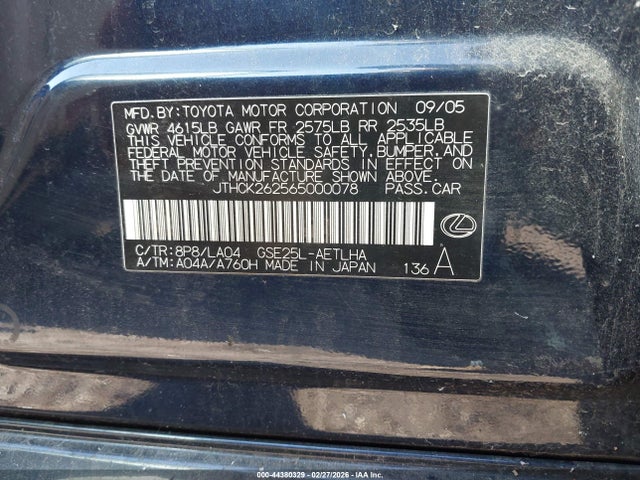 MFD.BY:TOYOTA MOTOR CORPORATION 09/05
GVWR 4615LB GAWR FR 2575LB RR 2535LB
THIS VEHICLE CONFORMS TO ALL APPLICABLE
FEDERAL MOTOR VEHICLE SAFETY, BUMPER, AND
THEFT PREVENTION STANDARDS IN EFFECT ON
THE DATE OF MANUFACTURE SHOWN ABOVE.
JTHCK262565000078 PASS.CAR
C/TR:8P8/LA04 GSE25L-AETLHA
A/TM:A04A/A760H MADE IN JAPAN 136 A
000-44380329 - 02/27/2026 - IAA Inc.